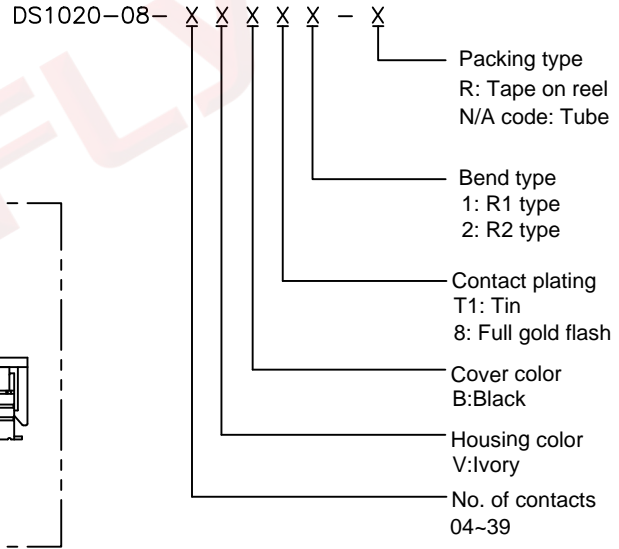 DS1020-08- X X X X X - X
Packing type
R: Tape on reel
N/A code: Tube
Bend type
1: R1 type
2: R2 type
Contact plating
T1: Tin
8: Full gold flash
Cover color
B:Black
Housing color
V:Ivory
No. of contacts
04~39
FLY